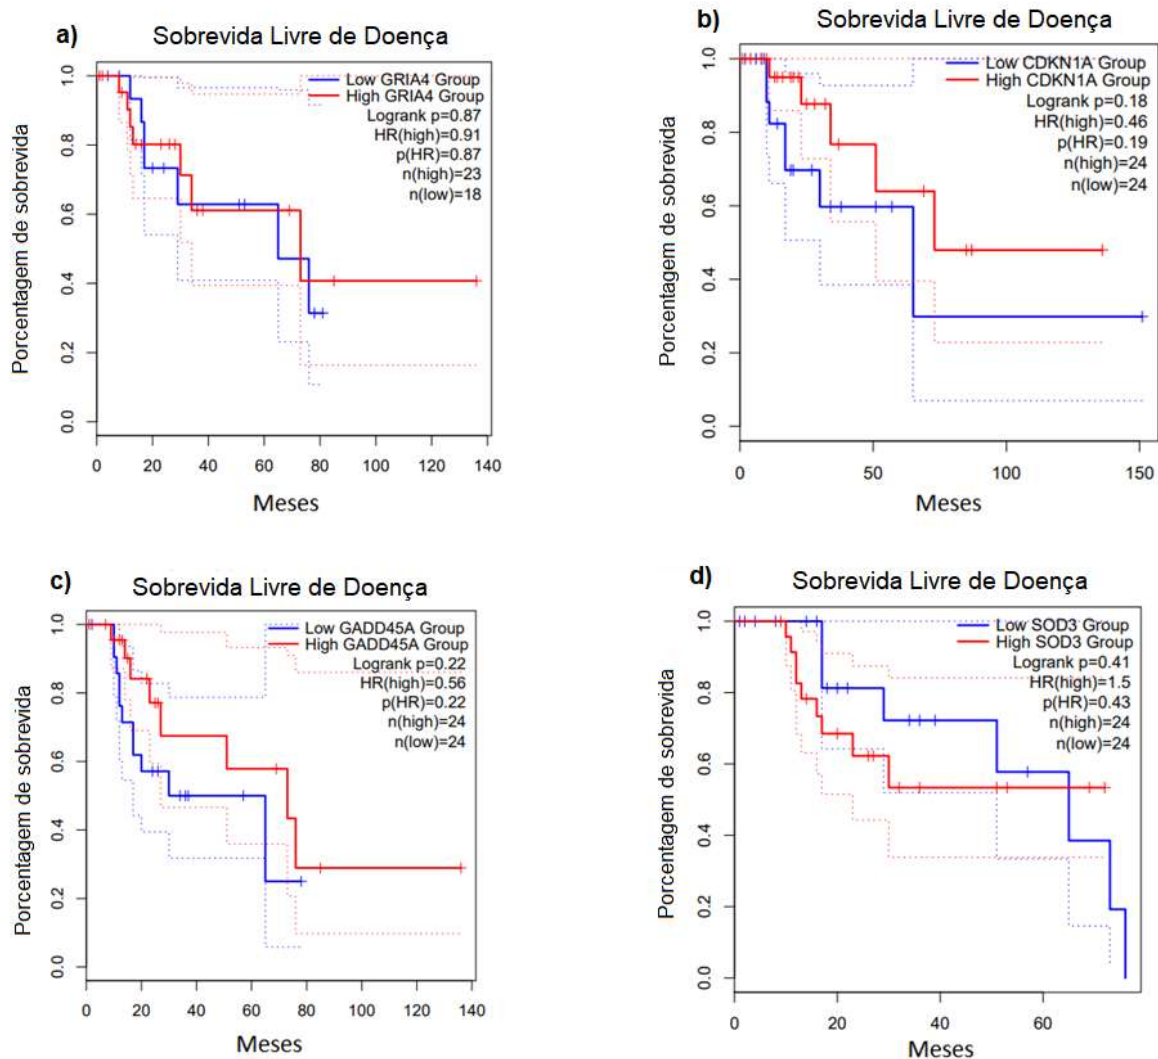 a) Sobrevida Livre de Doença
Low GRIA4 Group
High GRIA4 Group
Logrank p=0.87
HR(high)=0.91
p(HR)=0.87
n(high)=23
n(low)=18
Porcentagem de sobrevida
0.0 0.2 0.4 0.6 0.8 1.0
0 20 40 60 80 100 120 140
Meses
b) Sobrevida Livre de Doença
Low CDKN1A Group
High CDKN1A Group
Logrank p=0.18
HR(high)=0.46
p(HR)=0.19
n(high)=24
n(low)=24
Porcentagem de sobrevida
0.0 0.2 0.4 0.6 0.8 1.0
0 50 100 150
Meses
c) Sobrevida Livre de Doença
Low GADD45A Group
High GADD45A Group
Logrank p=0.22
HR(high)=0.56
p(HR)=0.22
n(high)=24
n(low)=24
Porcentagem de sobrevida
0.0 0.2 0.4 0.6 0.8 1.0
0 20 40 60 80 100 120 140
Meses
d) Sobrevida Livre de Doença
Low SOD3 Group
High SOD3 Group
Logrank p=0.41
HR(high)=1.5
p(HR)=0.43
n(high)=24
n(low)=24
Porcentagem de sobrevida
0.0 0.2 0.4 0.6 0.8 1.0
0 20 40 60
Meses